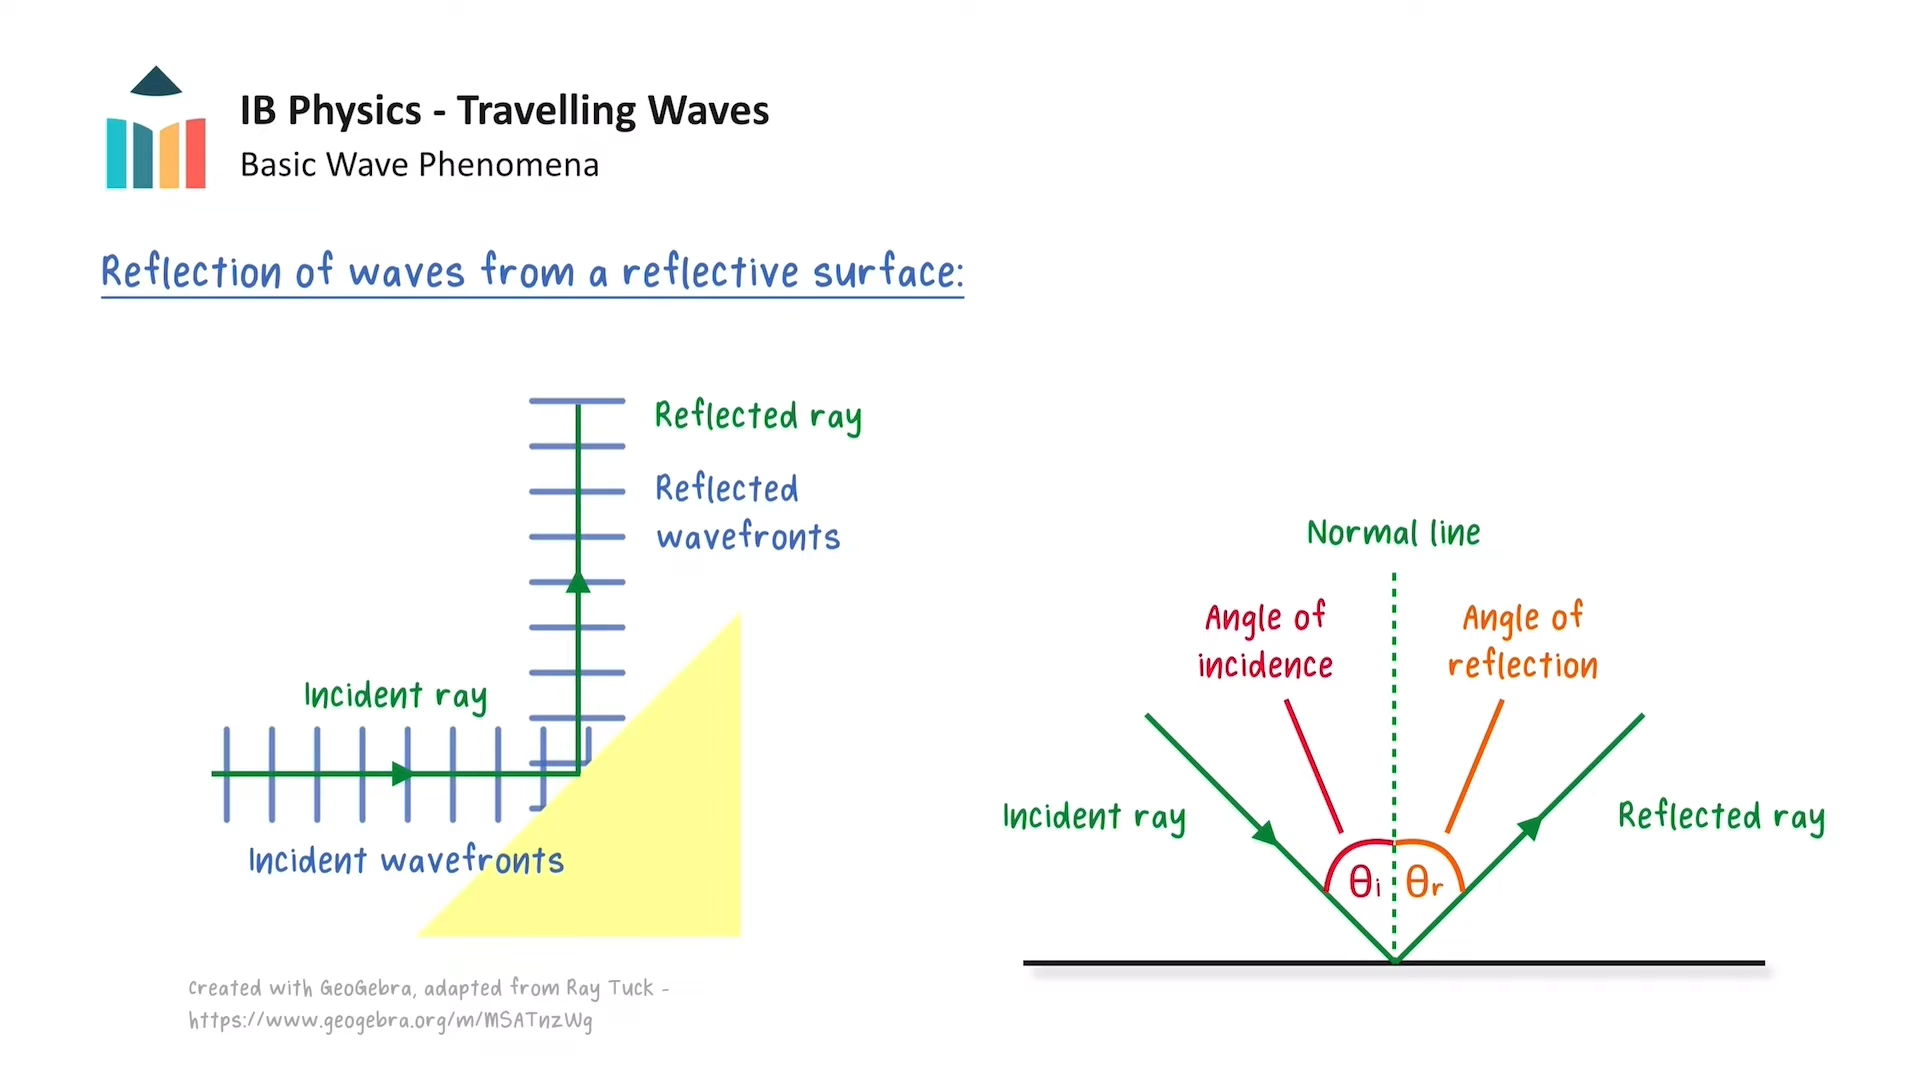 IB Physics - Travelling Waves
Basic Wave Phenomena
Reflection of waves from a reflective surface:
Reflected ray
Reflected
wavefronts
Incident ray
Incident wavefronts
Created with GeoGebra, adapted from Ray Tuck -
https://www.geogebra.org/m/MSATnzWg
Normal line
Angle of
incidence
Angle of
reflection
Incident ray
Reflected ray
θi
θr